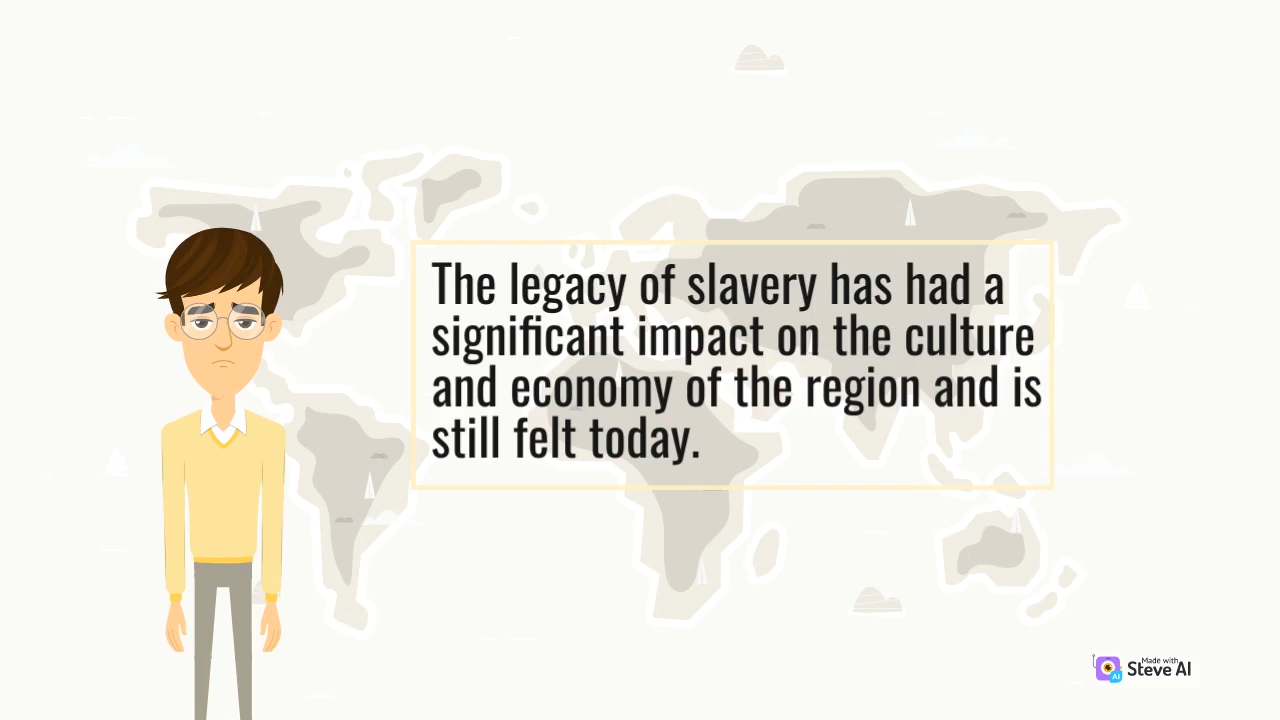 The legacy of slavery has had a
significant impact on the culture
and economy of the region and is
still felt today.
Made with
Steve AI
AI